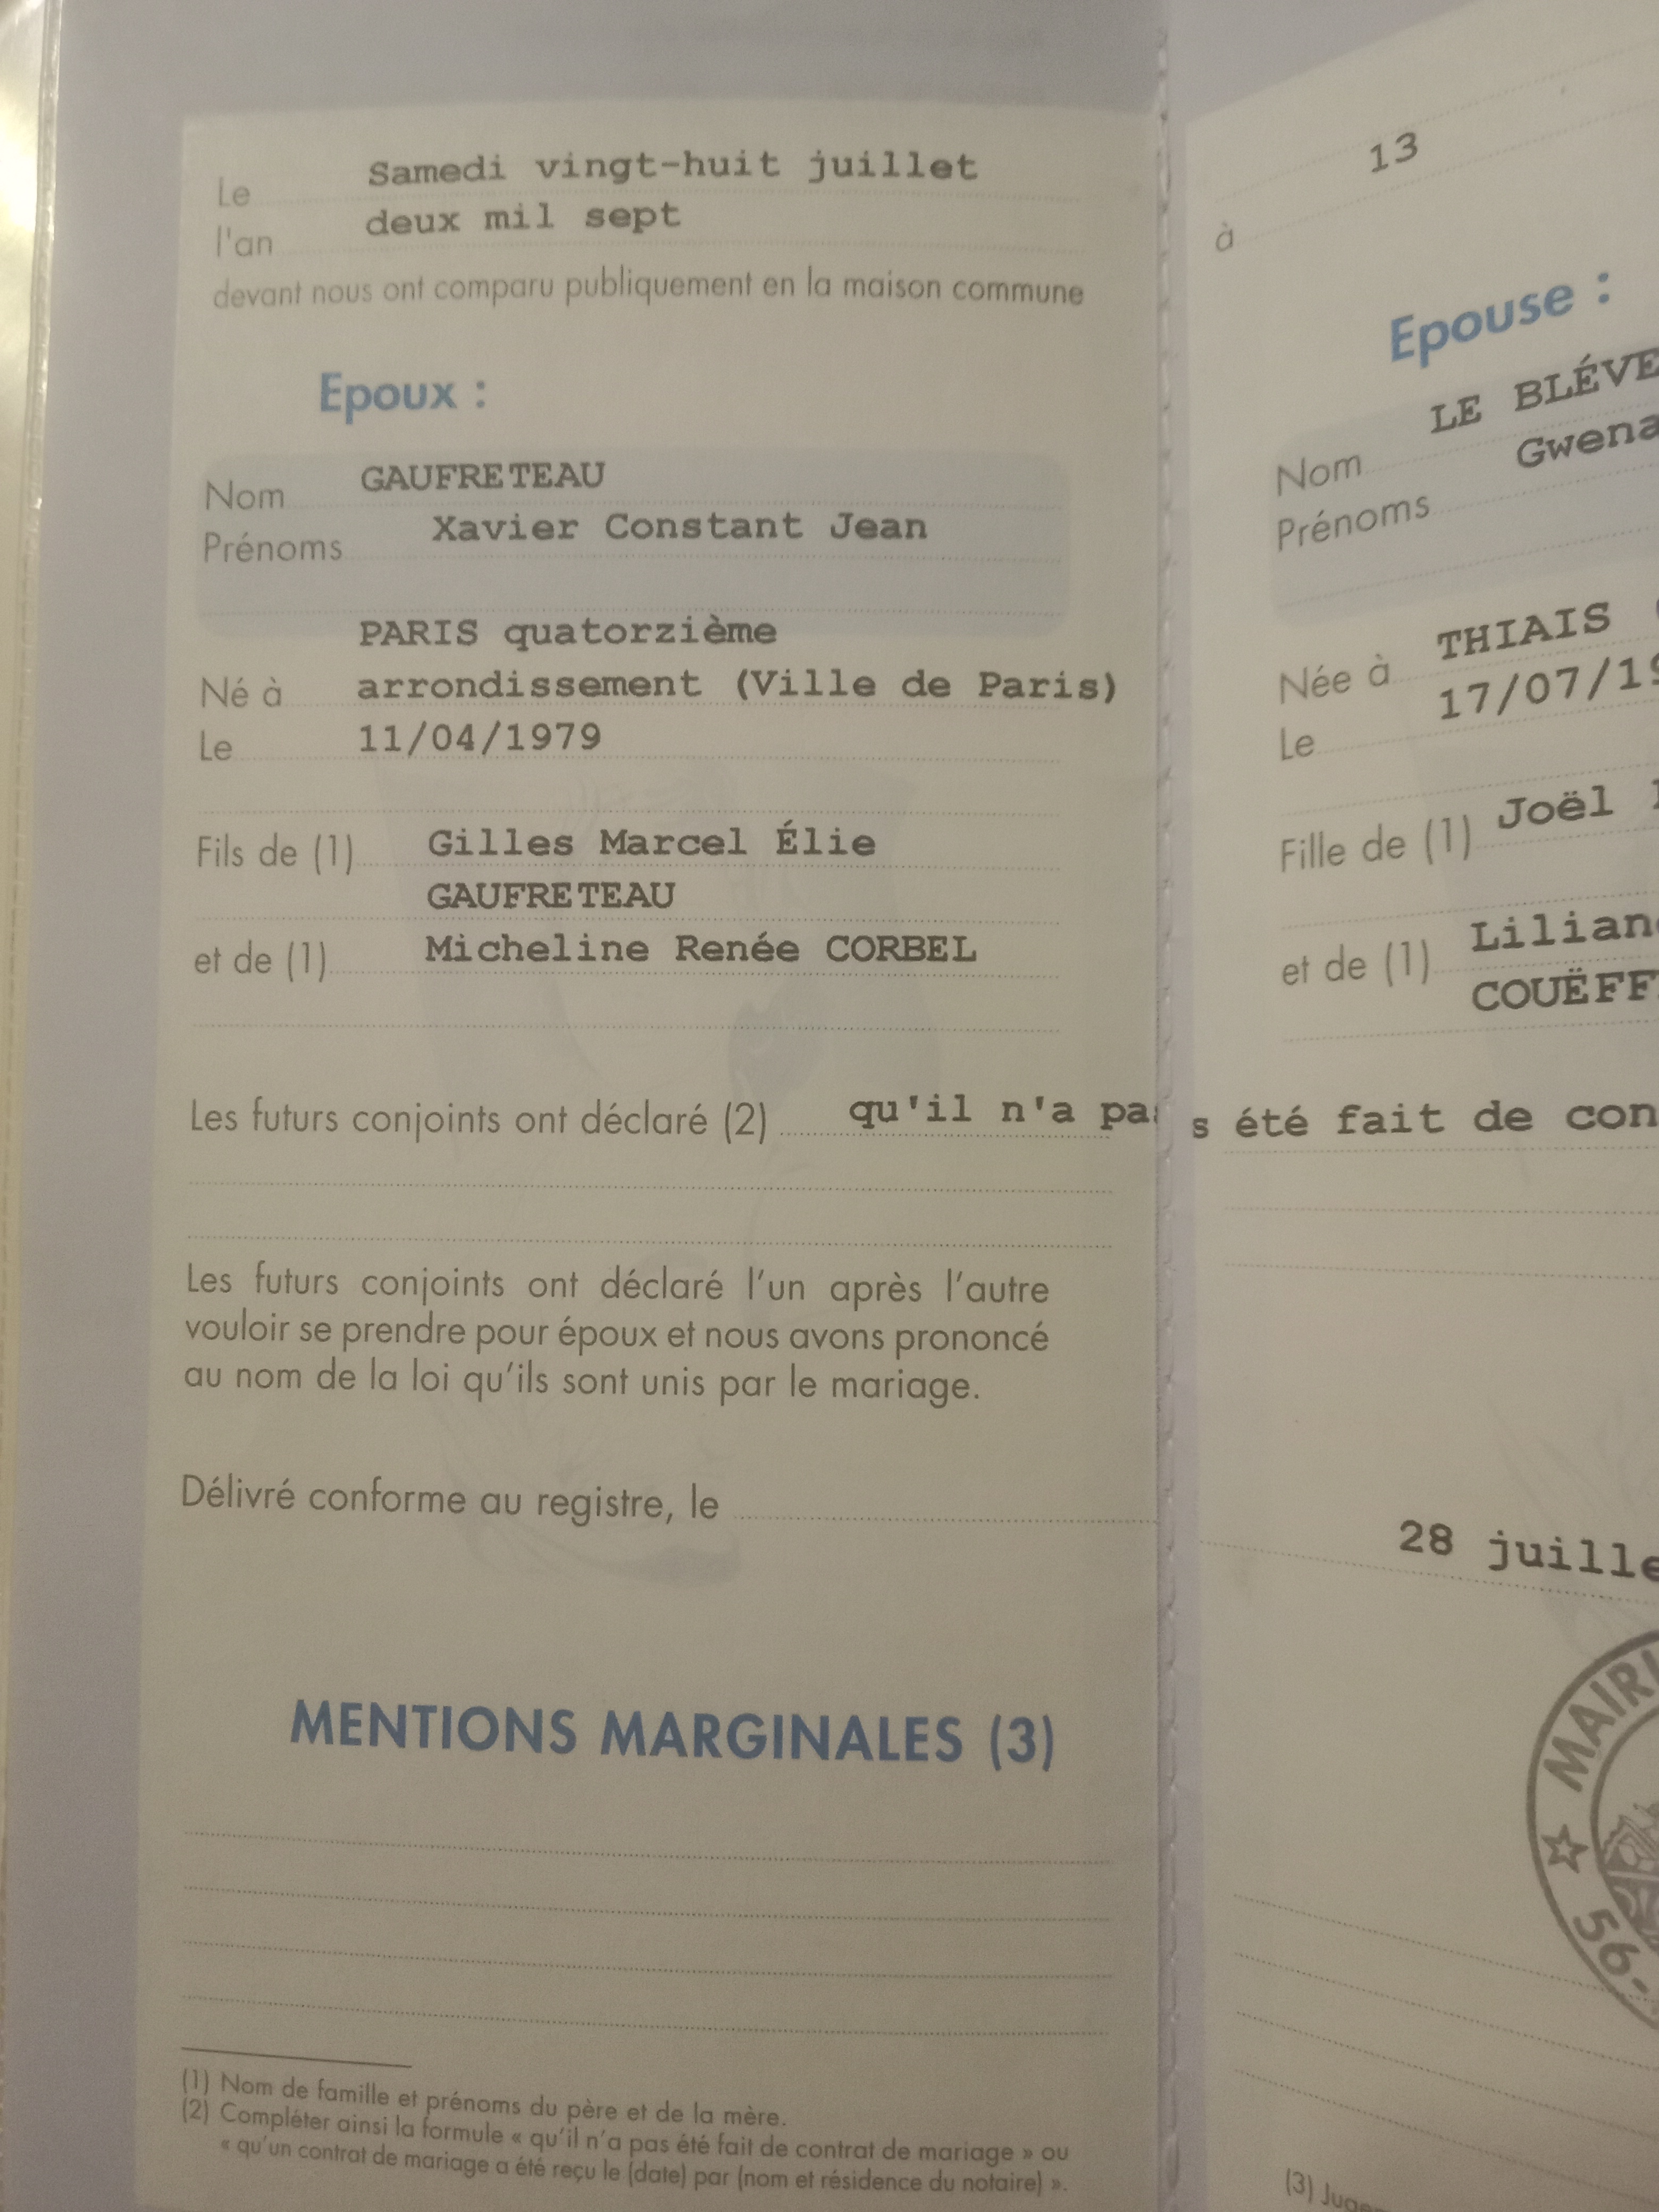 Le Samedi vingt-huit juillet
l'an deux mil sept
devant nous ont comparu publiquement en la maison commune
Epoux :
Nom GAUFRETEAU
Prénoms Xavier Constant Jean
PARIS quatorzième
Né à arrondissement (Ville de Paris)
Le 11/04/1979
Fils de (1) Gilles Marcel Élie
GAUFRETEAU
et de (1) Micheline Renée CORBEL
Les futurs conjoints ont déclaré (2) qu'il n'a pas été fait de con
Les futurs conjoints ont déclaré l'un après l'autre
vouloir se prendre pour époux et nous avons prononcé
au nom de la loi qu'ils sont unis par le mariage.
Délivré conforme au registre, le
MENTIONS MARGINALES (3)
(1) Nom de famille et prénoms du père et de la mère.
(2) Compléter ainsi la formule « qu'il n'a pas été fait de contrat de mariage » ou
« qu'un contrat de mariage a été reçu le (date) par (nom et résidence du notaire) ».
13
à
Epouse :
Nom LE BLÉVE
Prénoms Gwena
Née à THIAIS
Le 17/07/19
Fille de (1) Joël
et de (1) Lilian
COUËFF
28 juille
MAIRI
56-
(3) Juge